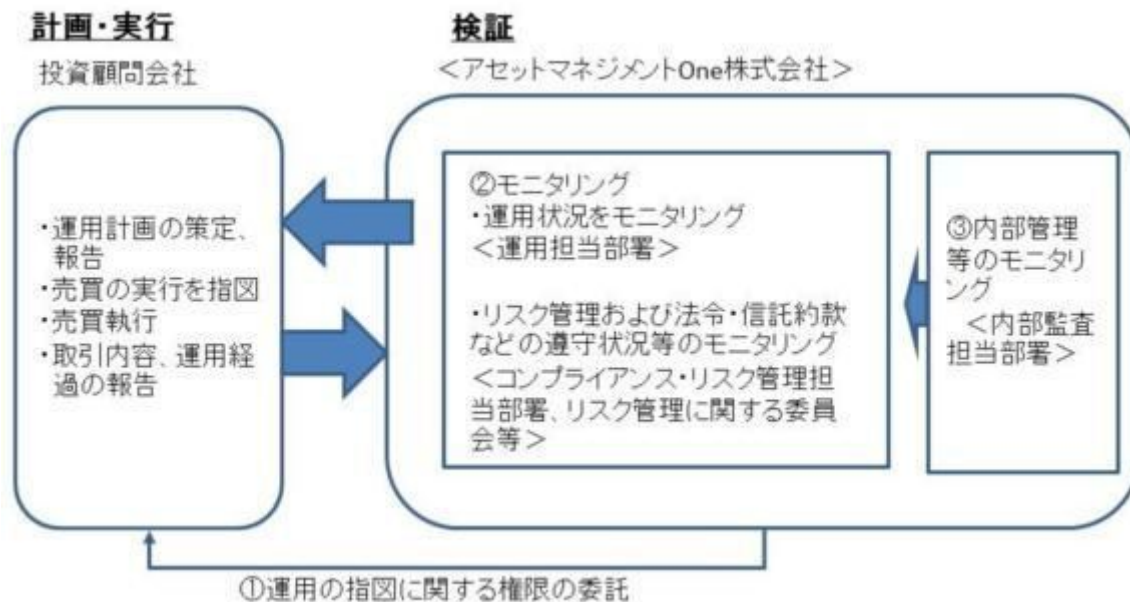 計画・実行
投資顧問会社
・運用計画の策定、
報告
・売買の実行を指図
・売買執行
・取引内容、運用経
過の報告
検証
＜アセットマネジメントOne株式会社＞
②モニタリング
・運用状況をモニタリング
＜運用担当部署＞
・リスク管理および法令・信託約款
などの遵守状況等のモニタリング
＜コンプライアンス・リスク管理担
当部署、リスク管理に関する委員
会等＞
③内部管理
等のモニタリ
ング
＜内部監査
担当部署＞
①運用の指図に関する権限の委託